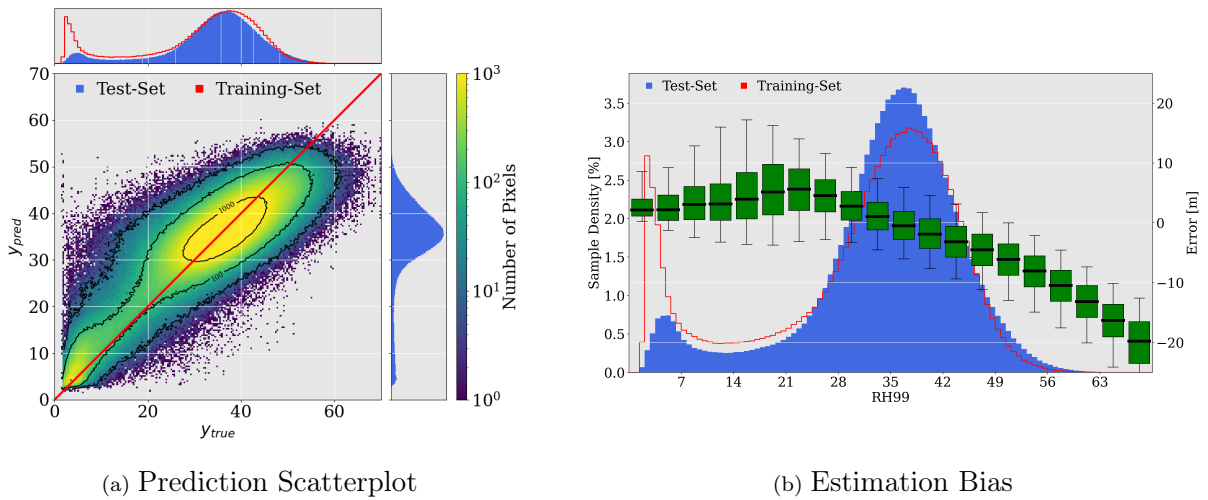 Test-Set Training-Set
70
60
50
40
30
20
10
0
y_pred
0 20 40 60
y_true
1000
100
10^3
10^2
10^1
10^0
Number of Pixels
(a) Prediction Scatterplot
Test-Set Training-Set
3.5
3.0
2.5
2.0
1.5
1.0
0.5
0.0
Sample Density [%]
7 14 21 28 35 42 49 56 63
RH99
20
10
0
−10
−20
Error [m]
(b) Estimation Bias